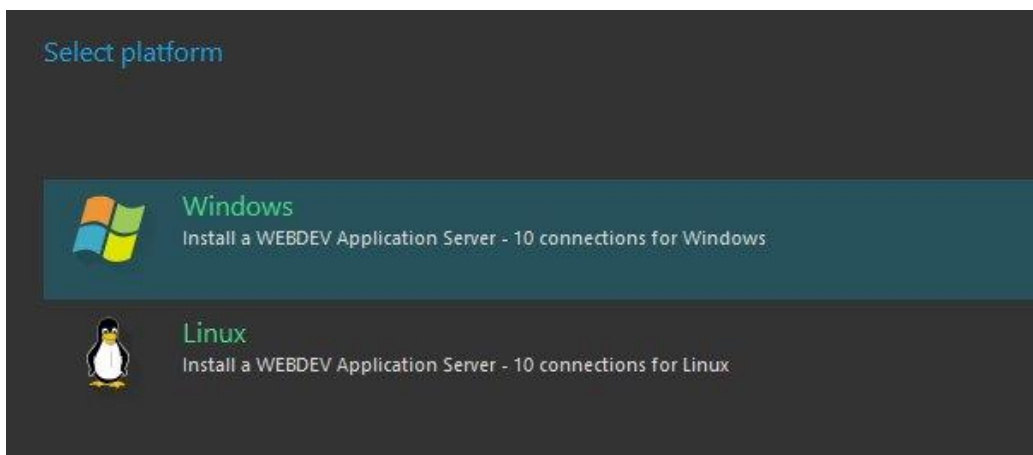 Select platform
Windows
Install a WEBDEV Application Server - 10 connections for Windows
Linux
Install a WEBDEV Application Server - 10 connections for Linux